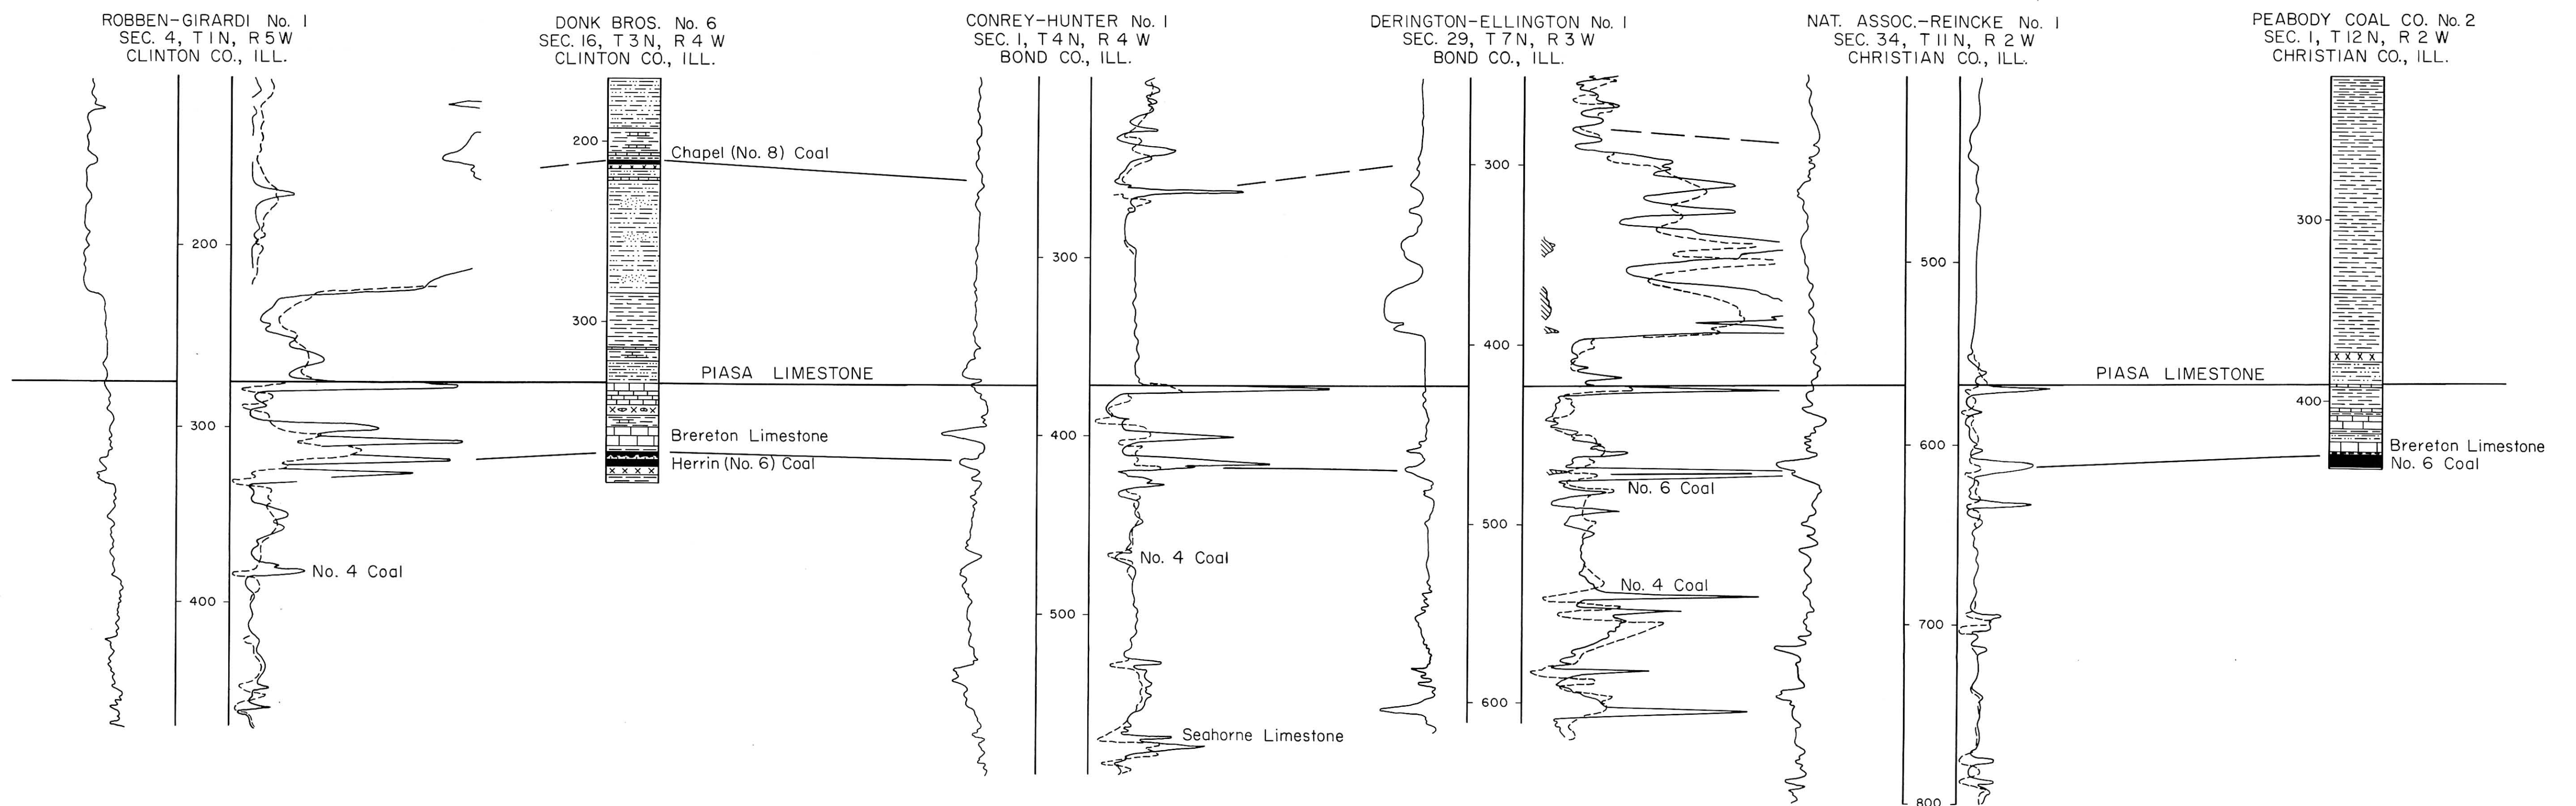 ROBBEN-GIRARDI No. 1
SEC. 4, T1N, R5W
CLINTON CO., ILL.
DONK BROS. No. 6
SEC. 16, T3N, R4W
CLINTON CO., ILL.
CONREY-HUNTER No. 1
SEC. 1, T4N, R4W
BOND CO., ILL.
DERINGTON-ELLINGTON No. 1
SEC. 29, T7N, R3W
BOND CO., ILL.
NAT. ASSOC.-REINCKE No. 1
SEC. 34, T11N, R2W
CHRISTIAN CO., ILL.
PEABODY COAL CO. No. 2
SEC. 1, T12N, R2W
CHRISTIAN CO., ILL.
200
300
400
No. 4 Coal
200
300
Chapel (No. 8) Coal
PIASA LIMESTONE
Brereton Limestone
Herrin (No. 6) Coal
300
400
500
No. 4 Coal
Seahorne Limestone
300
400
500
600
No. 6 Coal
No. 4 Coal
500
600
700
800
PIASA LIMESTONE
300
400
Brereton Limestone
No. 6 Coal